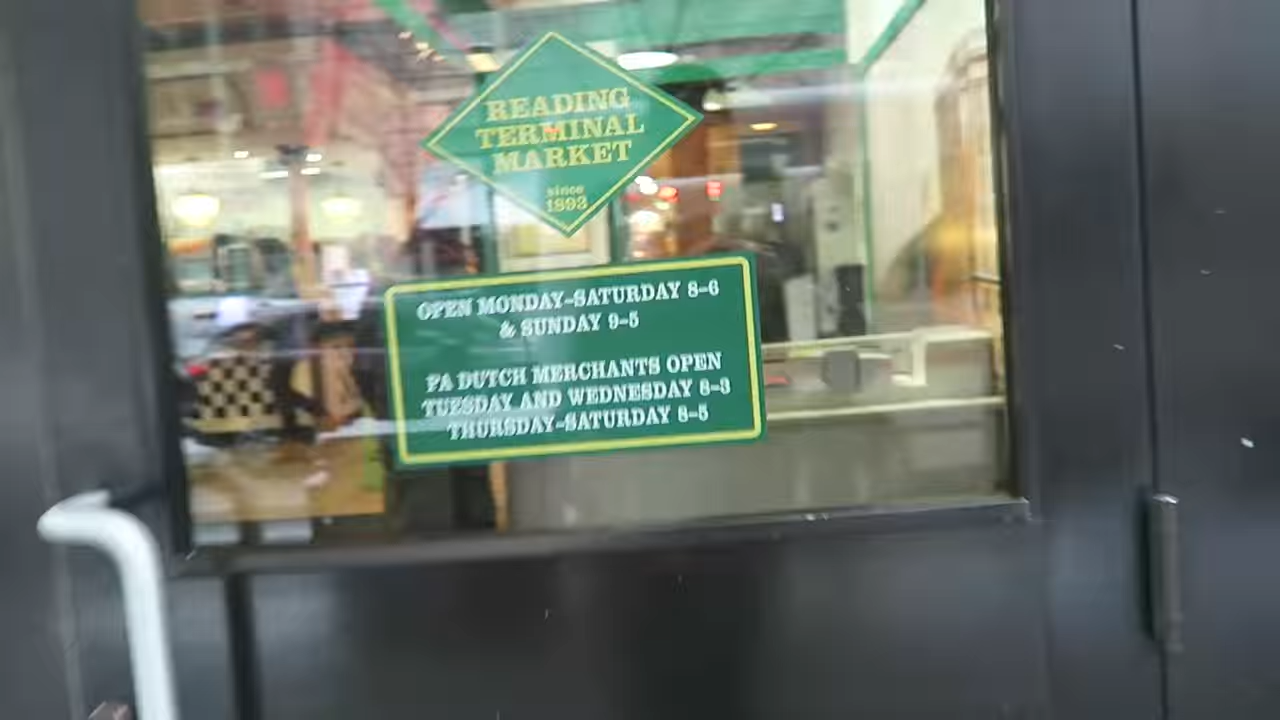 READING
TERMINAL
MARKET
since
1893
OPEN MONDAY-SATURDAY 8-6
& SUNDAY 9-5
PA DUTCH MERCHANTS OPEN
TUESDAY AND WEDNESDAY 8-3
THURSDAY-SATURDAY 8-5